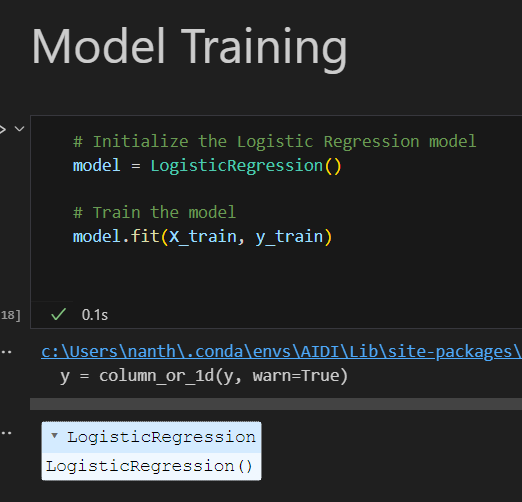 Model Training
# Initialize the Logistic Regression model
model = LogisticRegression()
# Train the model
model.fit(X_train, y_train)
18]
0.1s
c:\Users\nanth\.conda\envs\AIDI\Lib\site-packages\
y = column_or_1d(y, warn=True)
LogisticRegression
LogisticRegression()